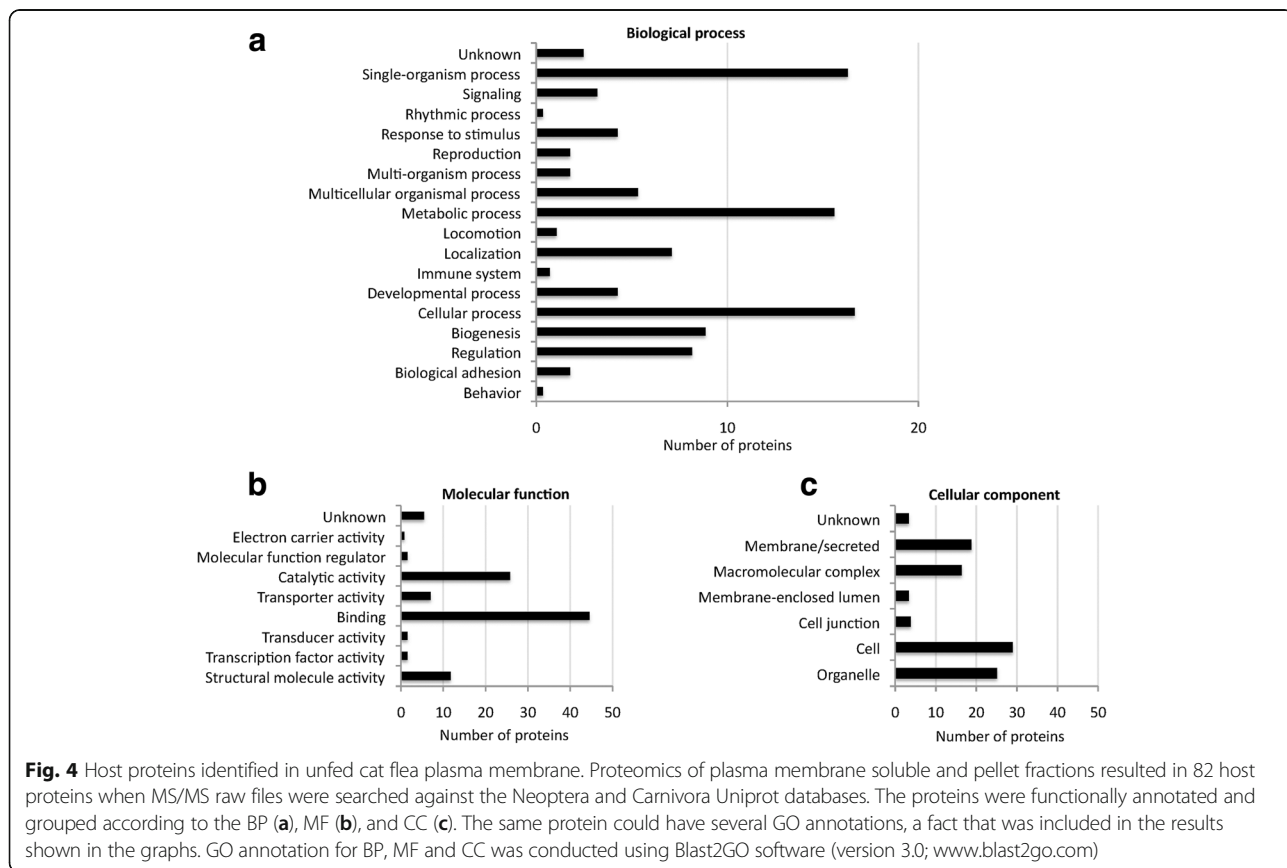 a
Biological process
Unknown
Single-organism process
Signaling
Rhythmic process
Response to stimulus
Reproduction
Multi-organism process
Multicellular organismal process
Metabolic process
Locomotion
Localization
Immune system
Developmental process
Cellular process
Biogenesis
Regulation
Biological adhesion
Behavior
0 10 20
Number of proteins
b
Molecular function
Unknown
Electron carrier activity
Molecular function regulator
Catalytic activity
Transporter activity
Binding
Transducer activity
Transcription factor activity
Structural molecule activity
0 10 20 30 40 50
Number of proteins
c
Cellular component
Unknown
Membrane/secreted
Macromolecular complex
Membrane-enclosed lumen
Cell junction
Cell
Organelle
0 10 20 30 40 50
Number of proteins
Fig. 4 Host proteins identified in unfed cat flea plasma membrane. Proteomics of plasma membrane soluble and pellet fractions resulted in 82 host
proteins when MS/MS raw files were searched against the Neoptera and Carnivora Uniprot databases. The proteins were functionally annotated and
grouped according to the BP (a), MF (b), and CC (c). The same protein could have several GO annotations, a fact that was included in the results
shown in the graphs. GO annotation for BP, MF and CC was conducted using Blast2GO software (version 3.0; www.blast2go.com)